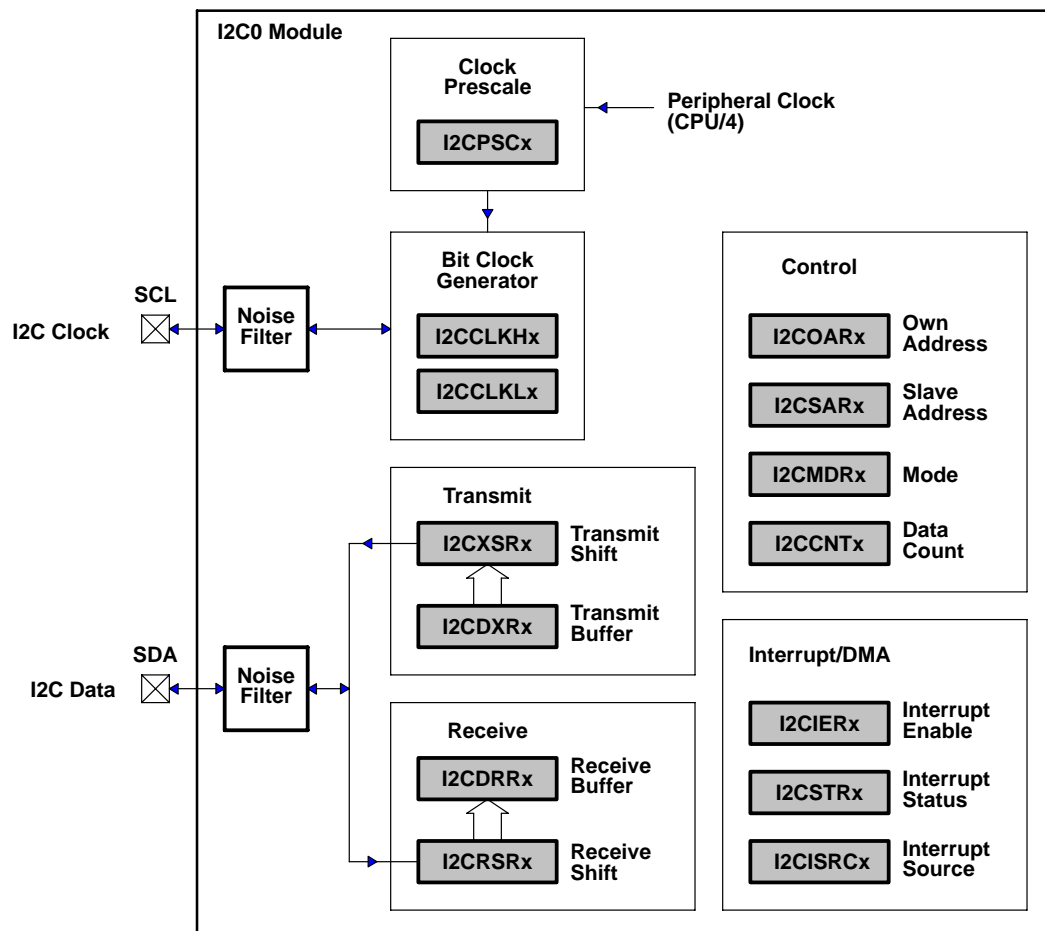 I2C0 Module
Clock
Prescale
I2CPSCx
Peripheral Clock
(CPU/4)
Bit Clock
Generator
I2CCLKHx
I2CCLKLx
SCL
I2C Clock
Noise
Filter
Control
I2COARx
Own
Address
I2CSARx
Slave
Address
I2CMDRx
Mode
I2CCNTx
Data
Count
Transmit
I2CXSRx
Transmit
Shift
I2CDXRx
Transmit
Buffer
SDA
I2C Data
Noise
Filter
Receive
I2CDRRx
Receive
Buffer
I2CRSRx
Receive
Shift
Interrupt/DMA
I2CIERx
Interrupt
Enable
I2CSTRx
Interrupt
Status
I2CISRCx
Interrupt
Source